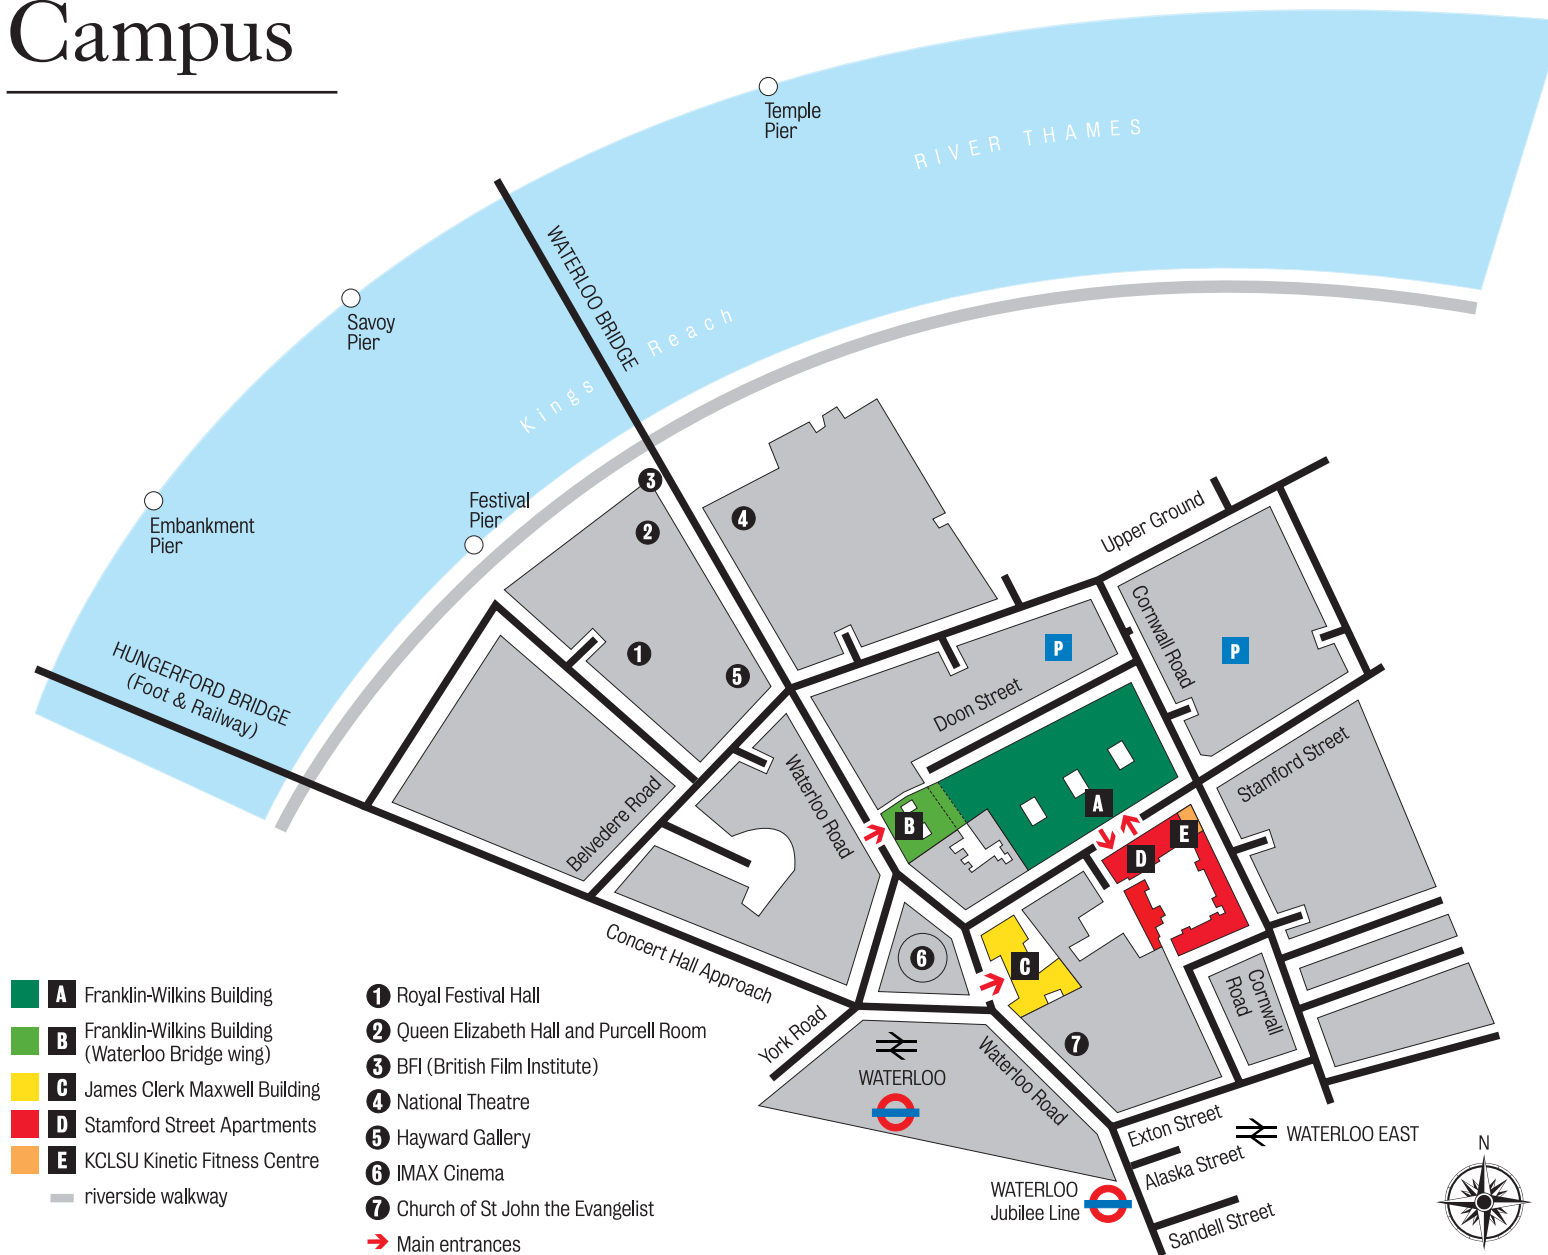 Campus
Temple
Pier
RIVER THAMES
WATERLOO BRIDGE
Savoy
Pier
Kings Reach
Embankment
Pier
Festival
Pier
3
2
4
1
5
Upper Ground
HUNGERFORD BRIDGE
(Foot & Railway)
P
P
Cornwall Road
Doon Street
Stamford Street
Waterloo Road
Belvedere Road
A
B
E
D
Concert Hall Approach
6
C
Cornwall
Road
7
York Road
Waterloo Road
WATERLOO
Exton Street
WATERLOO EAST
Alaska Street
WATERLOO
Jubilee Line
Sandell Street
N
A Franklin-Wilkins Building
B Franklin-Wilkins Building
(Waterloo Bridge wing)
C James Clerk Maxwell Building
D Stamford Street Apartments
E KCLSU Kinetic Fitness Centre
riverside walkway
1 Royal Festival Hall
2 Queen Elizabeth Hall and Purcell Room
3 BFI (British Film Institute)
4 National Theatre
5 Hayward Gallery
6 IMAX Cinema
7 Church of St John the Evangelist
Main entrances